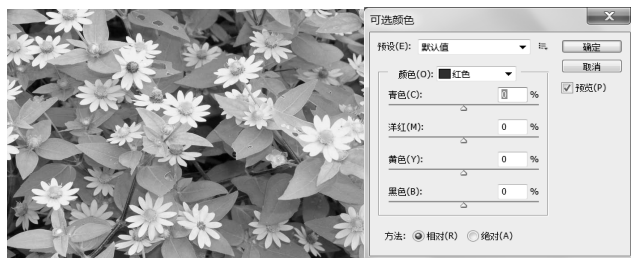 可选颜色
预设(E): 默认值
确定
取消
预览(P)
颜色(O): 红色
青色(C): 0 %
洋红(M): 0 %
黄色(Y): 0 %
黑色(B): 0 %
方法: 相对(R) 绝对(A)